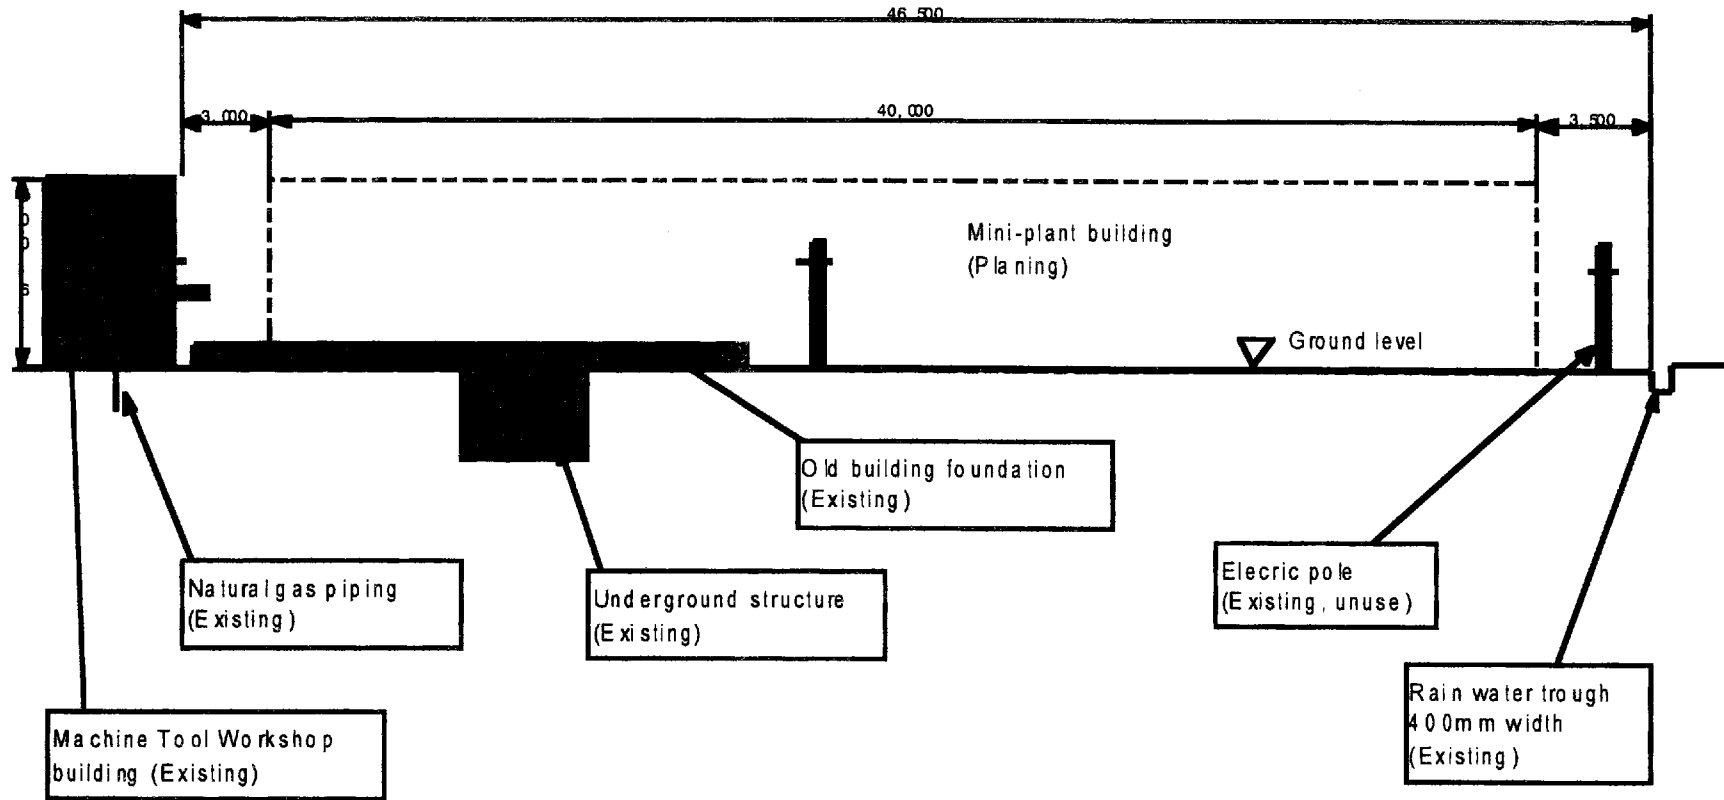 46,500
3,000
40,000
3,500
Mini-plant building
(Planing)
Ground level
Old building foundation
(Existing)
Natural gas piping
(Existing)
Underground structure
(Existing)
Elecric pole
(Existing, unuse)
Rain water trough
400mm width
(Existing)
Machine Tool Workshop
building (Existing)